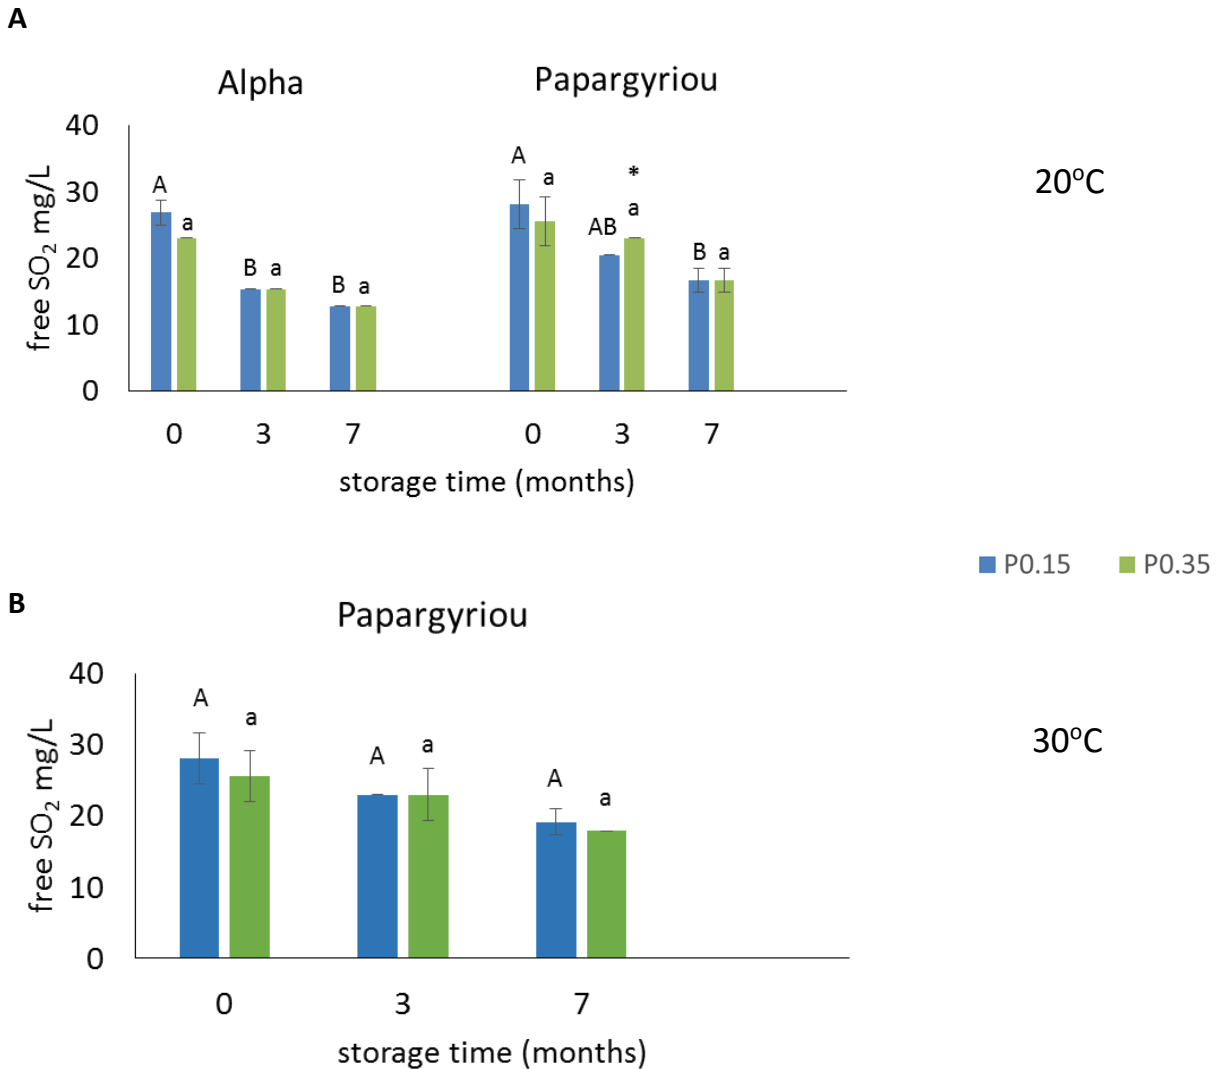 A
Alpha
Papargyriou
20°C
free SO₂ mg/L
40
30
20
10
0
A a
B a
B a
A a
AB a *
B a
0 3 7 0 3 7
storage time (months)
P0.15 P0.35
B
Papargyriou
30°C
free SO₂ mg/L
40
30
20
10
0
A a
A a
A a
0 3 7
storage time (months)